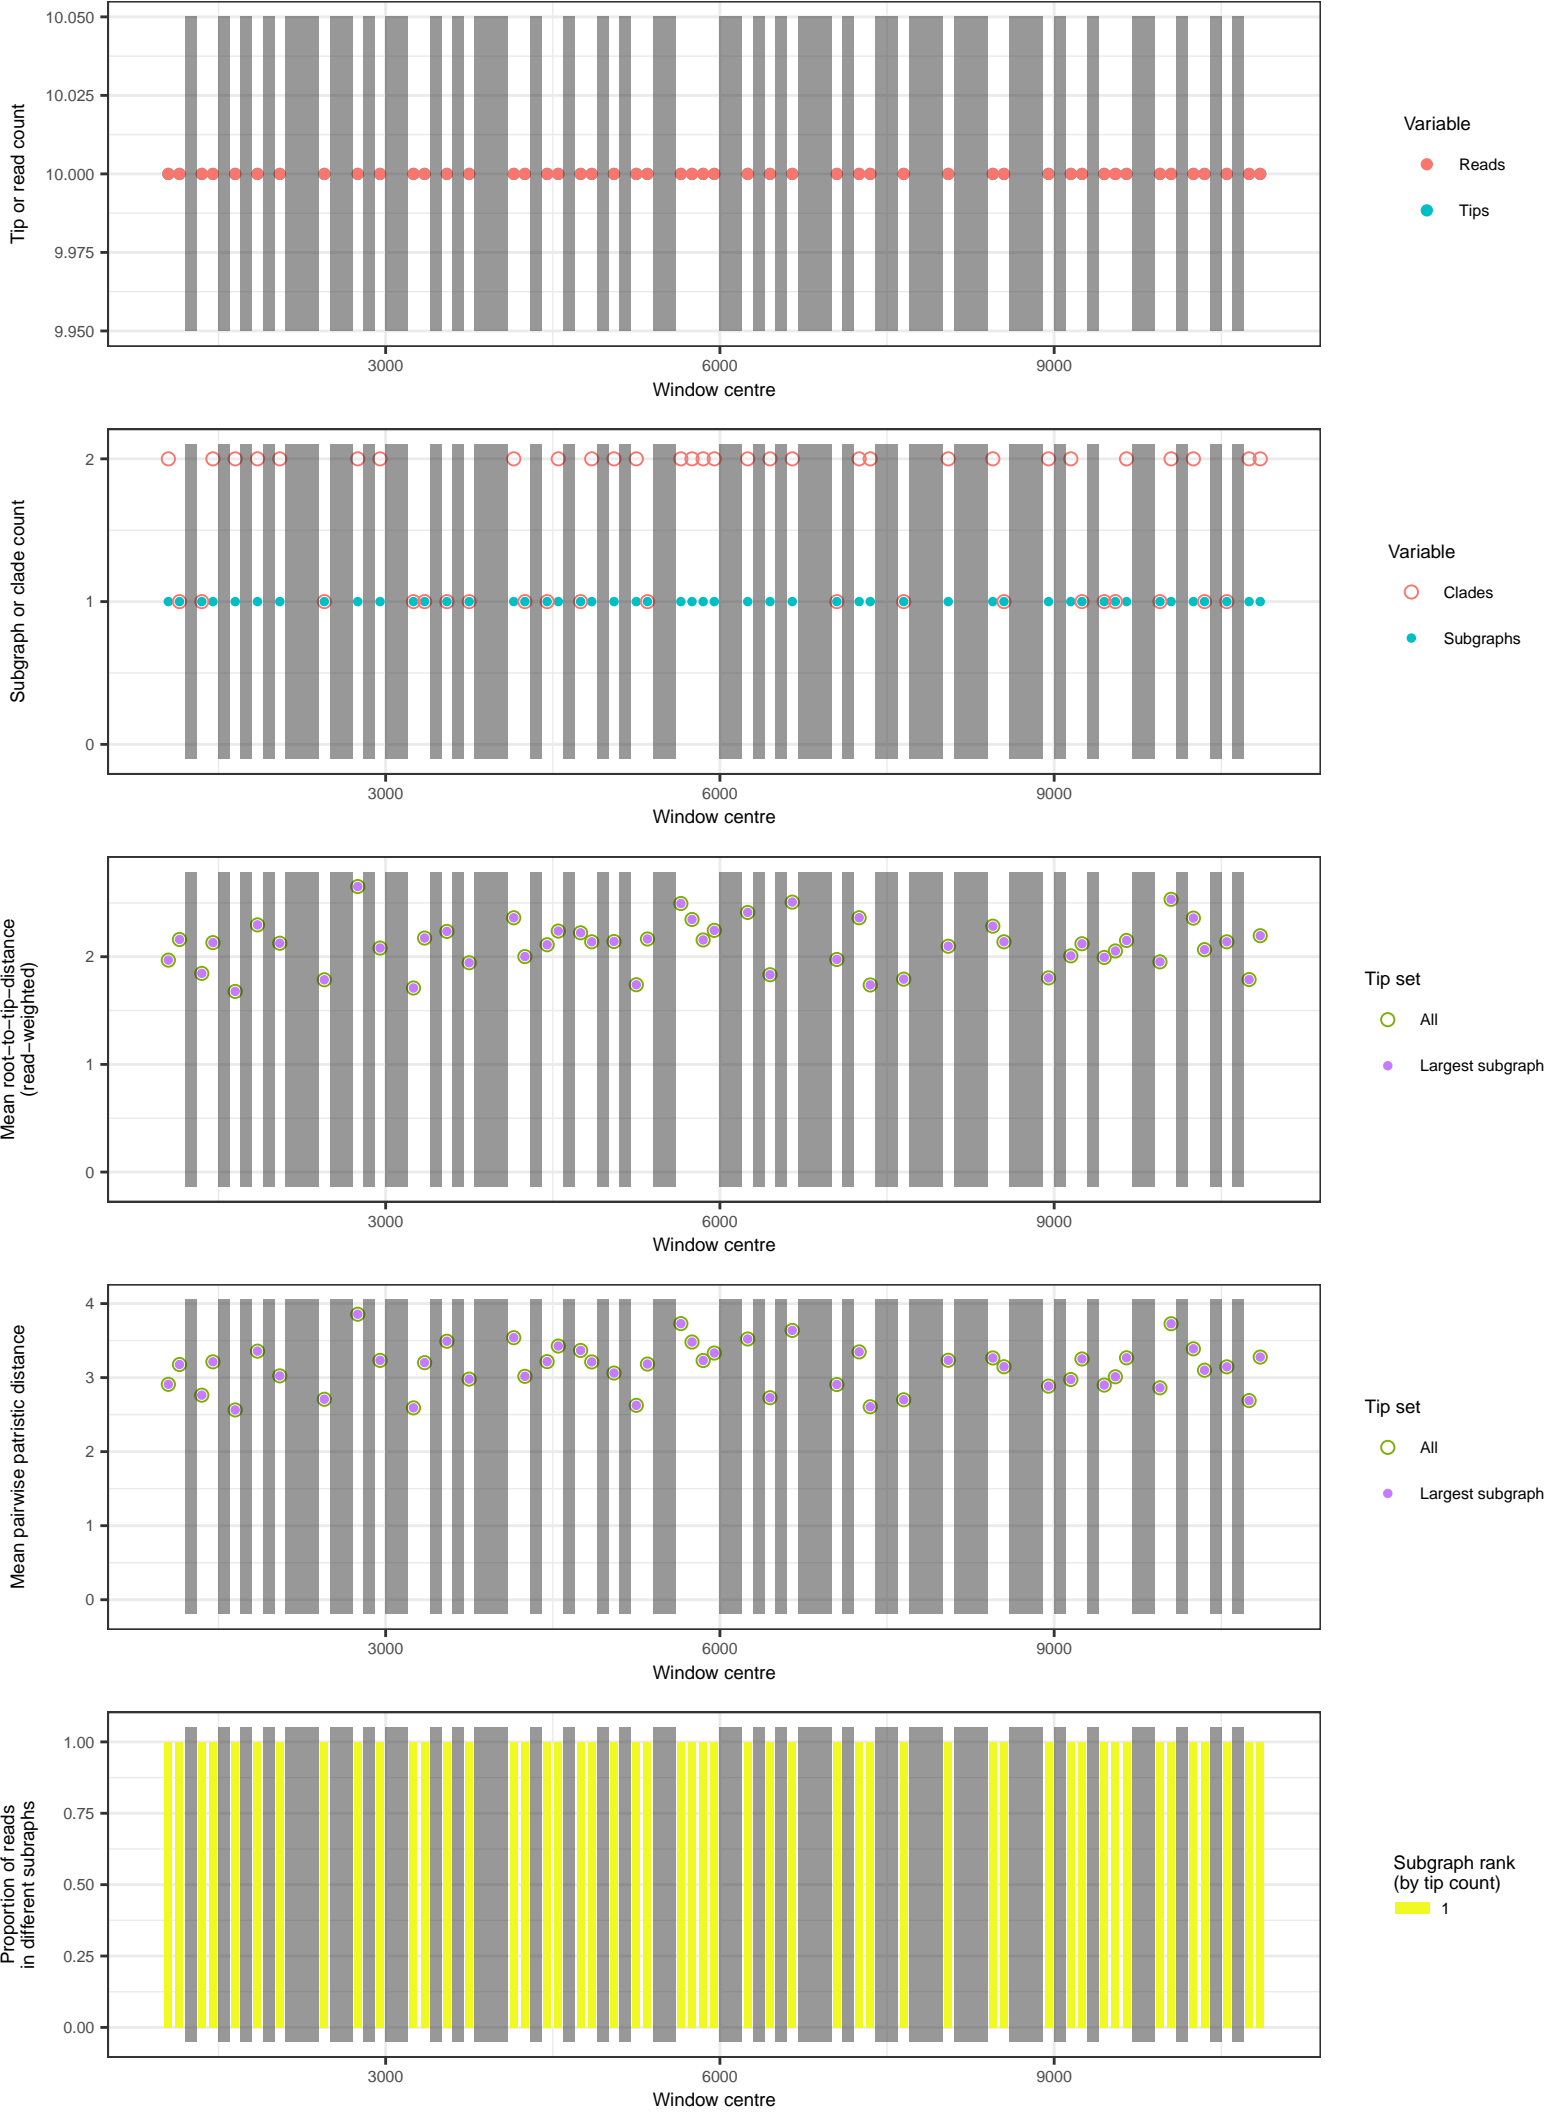 10.050
10.025
10.000
9.975
9.950
Tip or read count
3000
6000
9000
Window centre
Variable
Reads
Tips
2
1
0
Subgraph or clade count
3000
6000
9000
Window centre
Variable
Clades
Subgraphs
2
1
0
Mean root−to−tip−distance
(read−weighted)
3000
6000
9000
Window centre
Tip set
All
Largest subgraph
4
3
2
1
0
Mean pairwise patristic distance
3000
6000
9000
Window centre
Tip set
All
Largest subgraph
1.00
0.75
0.50
0.25
0.00
Proportion of reads
in different subraphs
3000
6000
9000
Window centre
Subgraph rank
(by tip count)
1